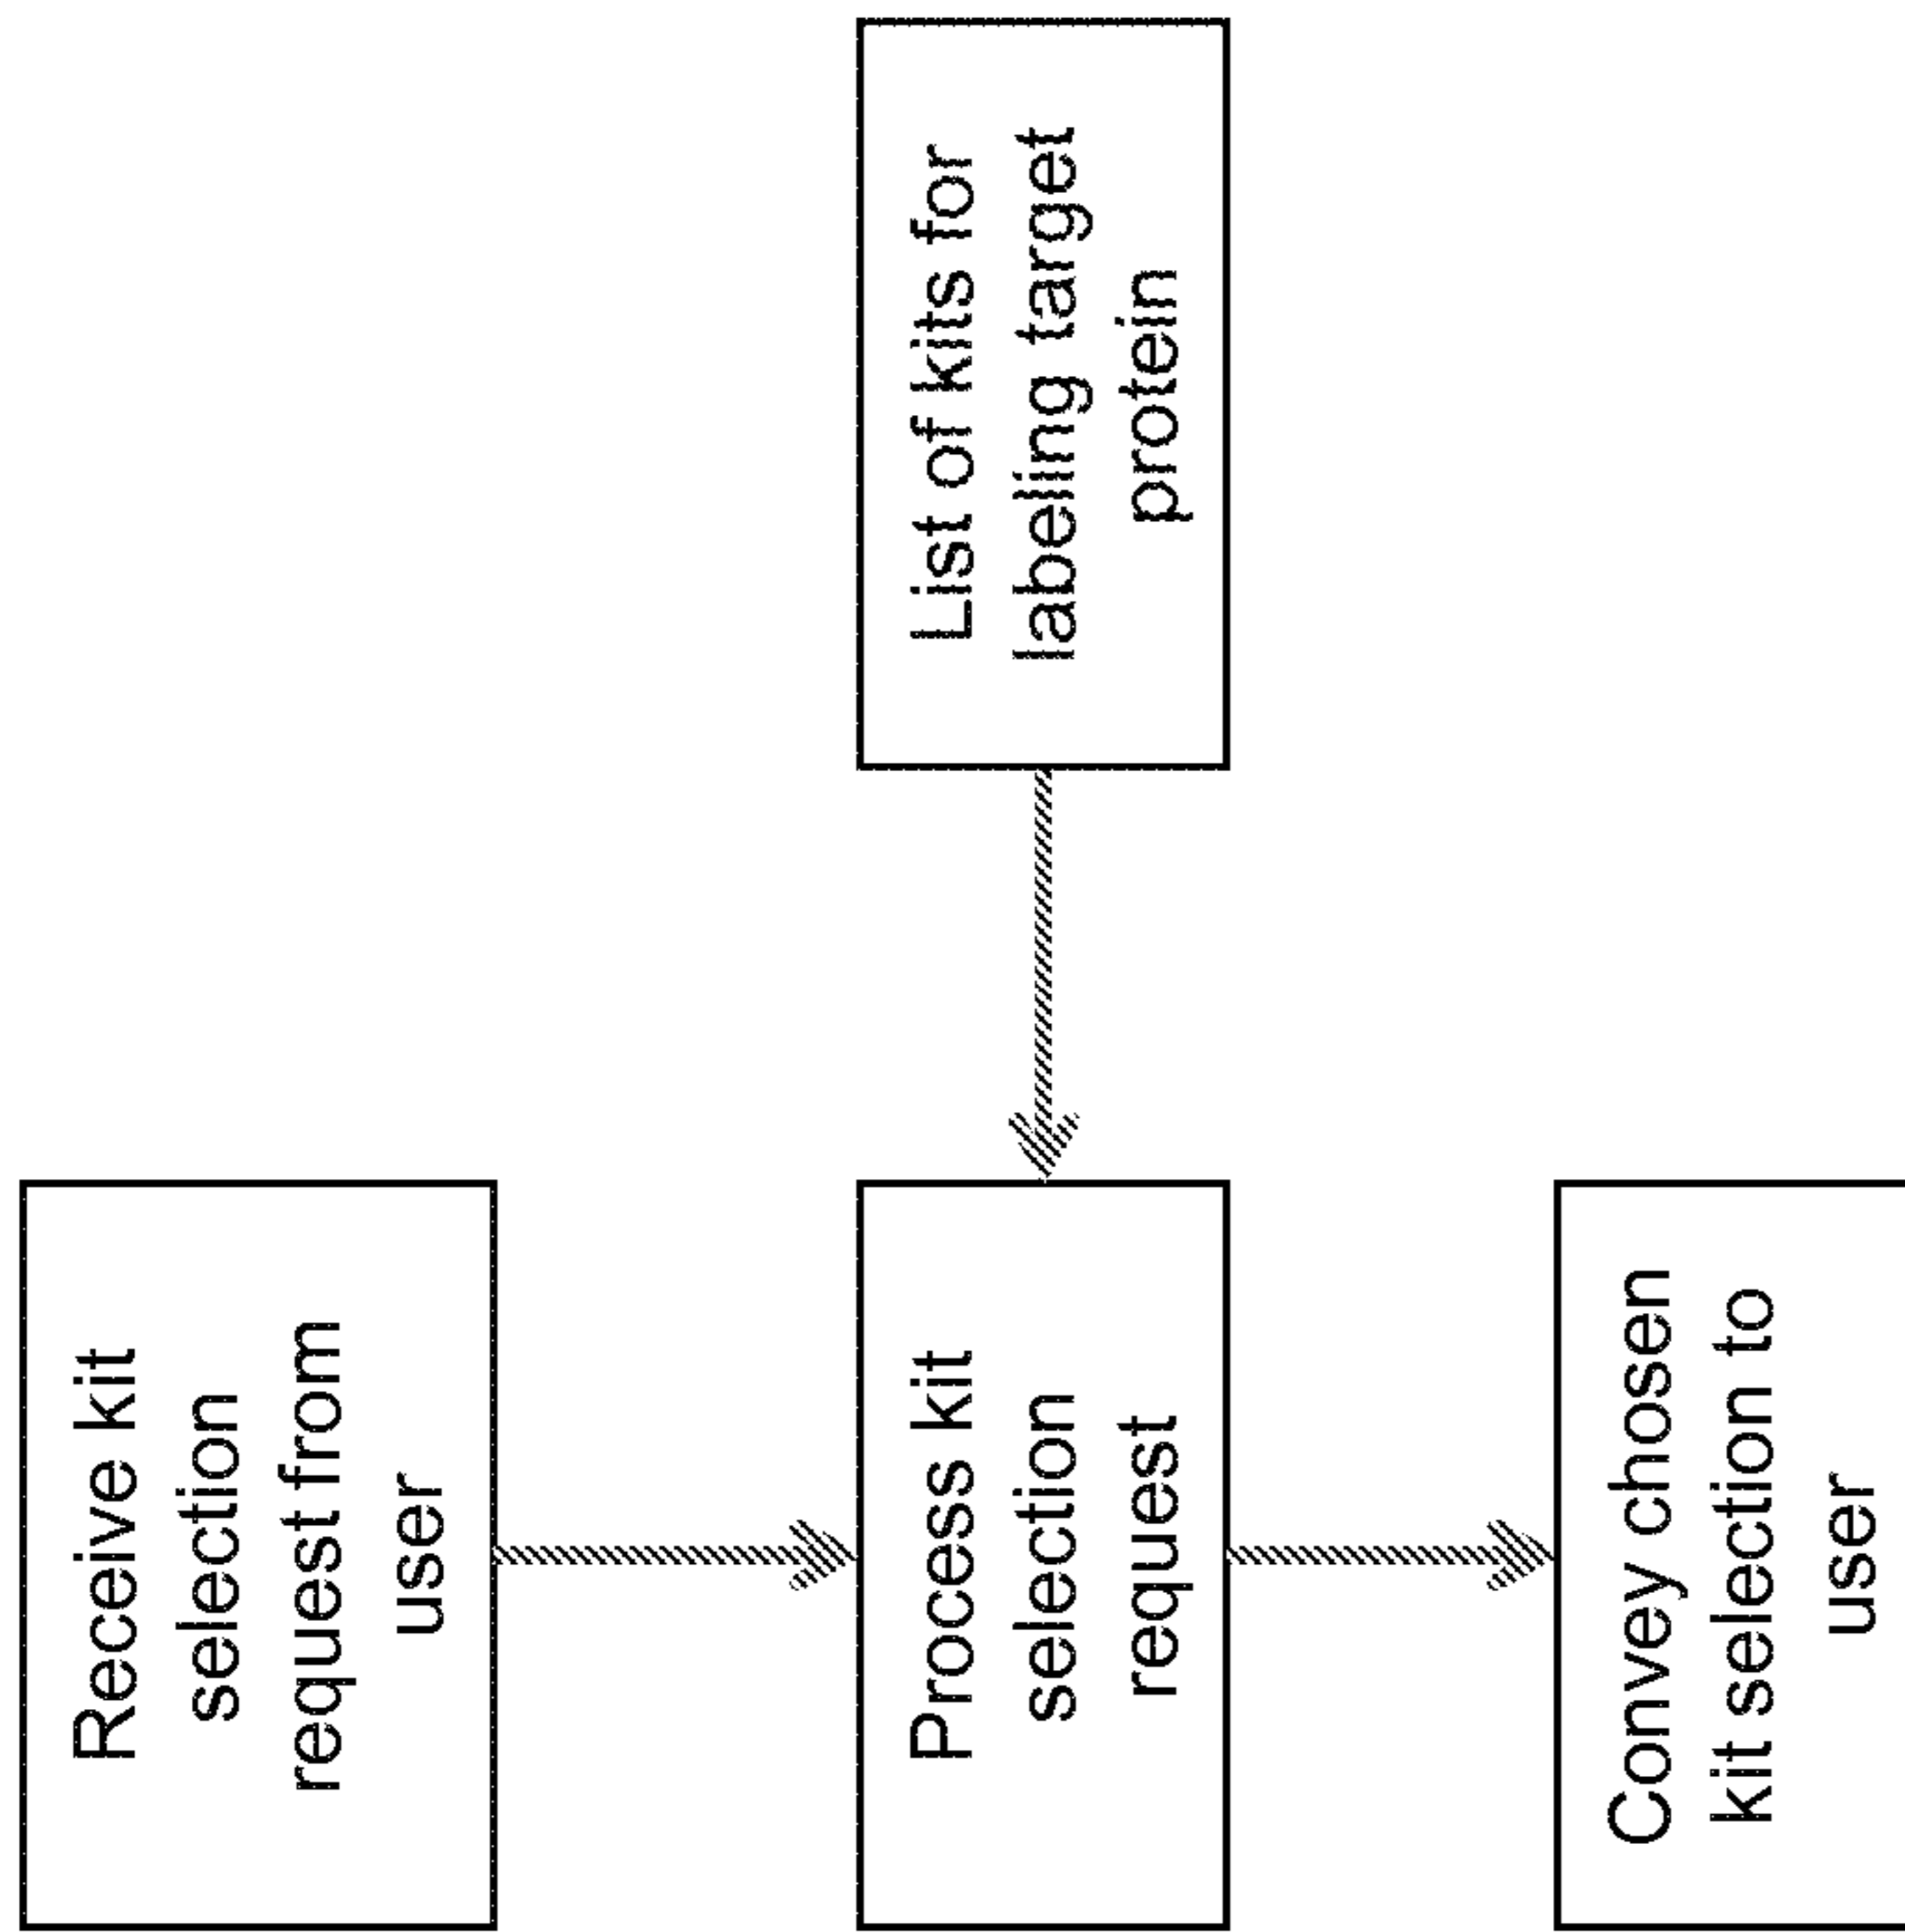 Receive kit
selection
request from
user
Process kit
selection
request
List of kits for
labeling target
protein
Convey chosen
kit selection to
user